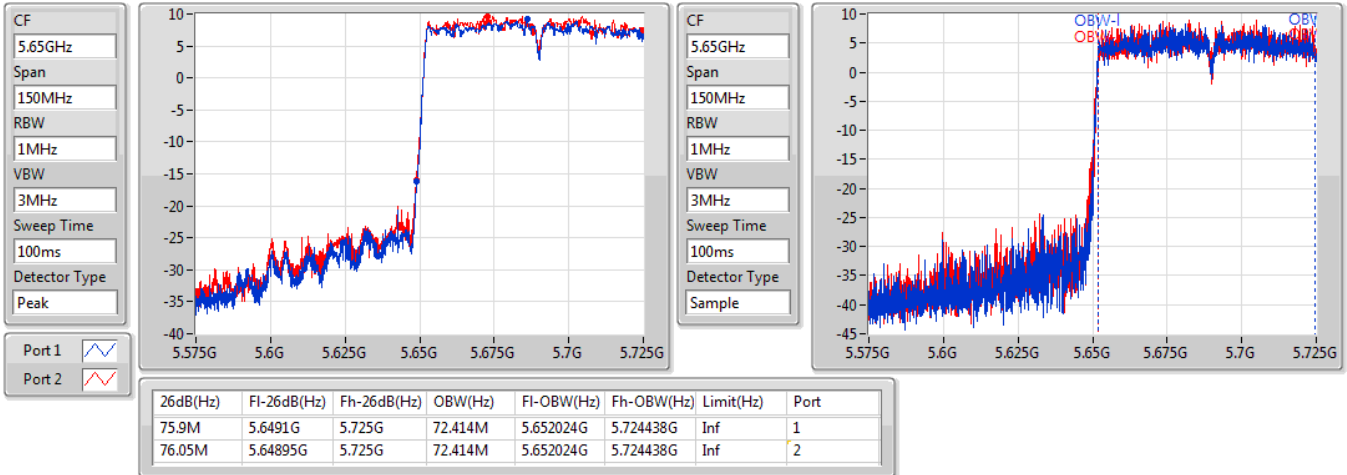 CF
5.65GHz
Span
150MHz
RBW
1MHz
VBW
3MHz
Sweep Time
100ms
Detector Type
Peak
10
5
0
-5
-10
-15
-20
-25
-30
-35
-40
5.575G 5.6G 5.625G 5.65G 5.675G 5.7G 5.725G
CF
5.65GHz
Span
150MHz
RBW
1MHz
VBW
3MHz
Sweep Time
100ms
Detector Type
Sample
10
5
0
-5
-10
-15
-20
-25
-30
-35
-40
-45
OBW-l OBW
OBW
5.575G 5.6G 5.625G 5.65G 5.675G 5.7G 5.725G
Port 1
Port 2
26dB(Hz) Fl-26dB(Hz) Fh-26dB(Hz) OBW(Hz) Fl-OBW(Hz) Fh-OBW(Hz) Limit(Hz) Port
75.9M 5.6491G 5.725G 72.414M 5.652024G 5.724438G Inf 1
76.05M 5.64895G 5.725G 72.414M 5.652024G 5.724438G Inf 2